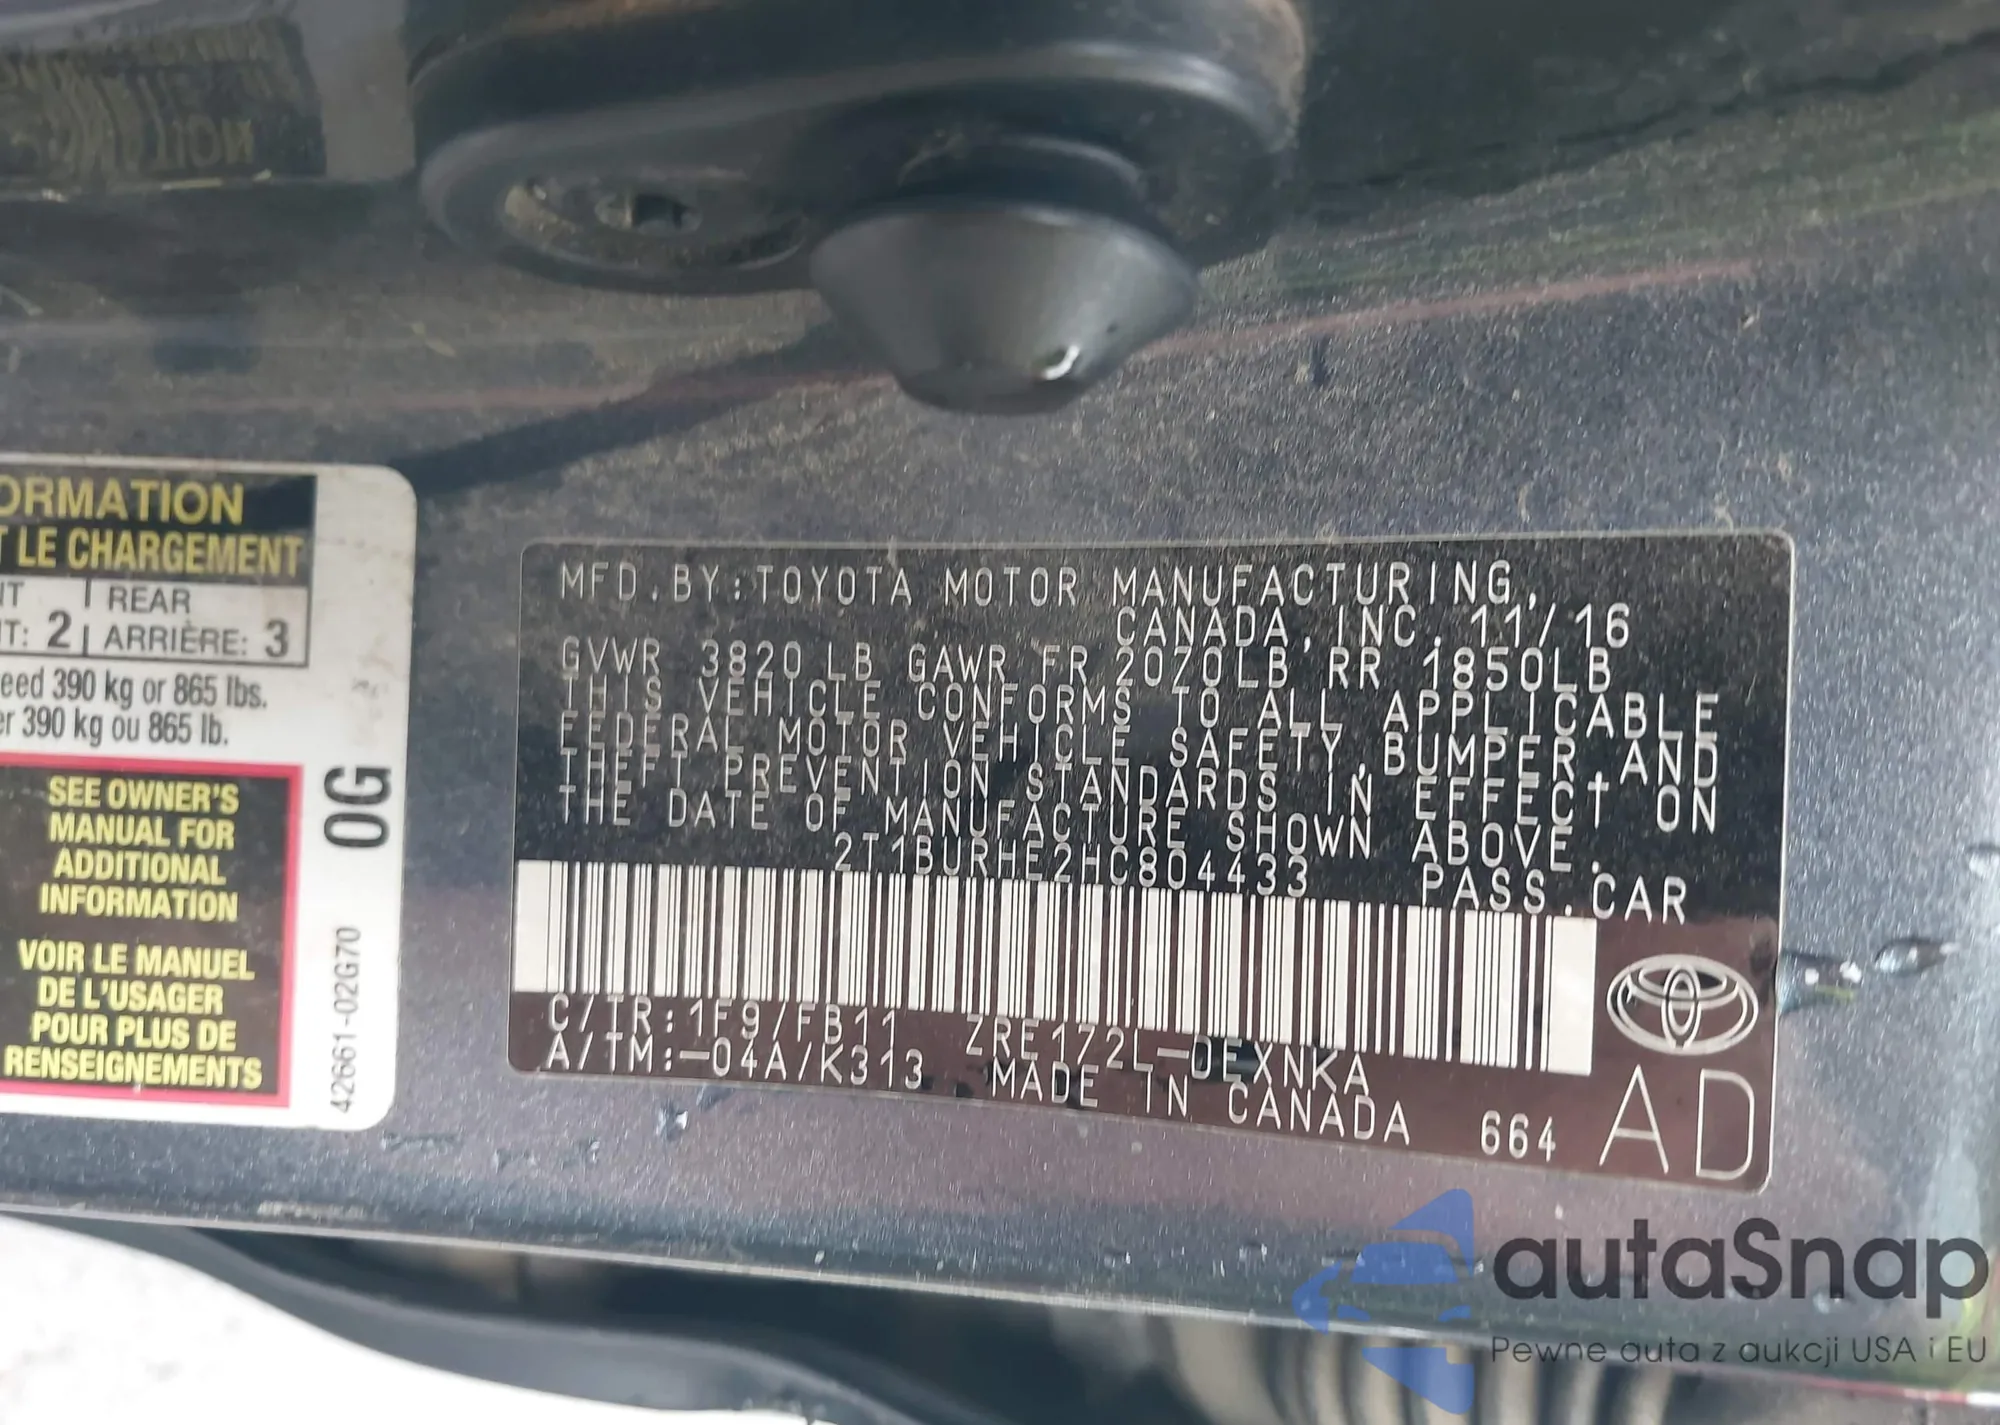 ORMATION
T LE CHARGEMENT
NT REAR
T: 2 ARRIÈRE: 3
eed 390 kg or 865 lbs.
er 390 kg ou 865 lb.
SEE OWNER'S
MANUAL FOR
ADDITIONAL
INFORMATION
VOIR LE MANUEL
DE L'USAGER
POUR PLUS DE
RENSEIGNEMENTS
0G
42661-02G70
MFD.BY:TOYOTA MOTOR MANUFACTURING,
CANADA, INC. 11/16
GVWR 3820 LB GAWR FR 2070LB RR 1850LB
THIS VEHICLE CONFORMS TO ALL APPLICABLE
FEDERAL MOTOR VEHICLE SAFETY,BUMPER,AND
THEFT PREVENTION STANDARDS IN EFFECT ON
THE DATE OF MANUFACTURE SHOWN ABOVE.
2T1BURHE2HC804433 PASS.CAR
C/TR:1F9/FB11 ZRE172L-DEXNKA
A/TM:-04A/K313 MADE IN CANADA 664
AD
autaSnap
Pewne auta z aukcji USA i EU